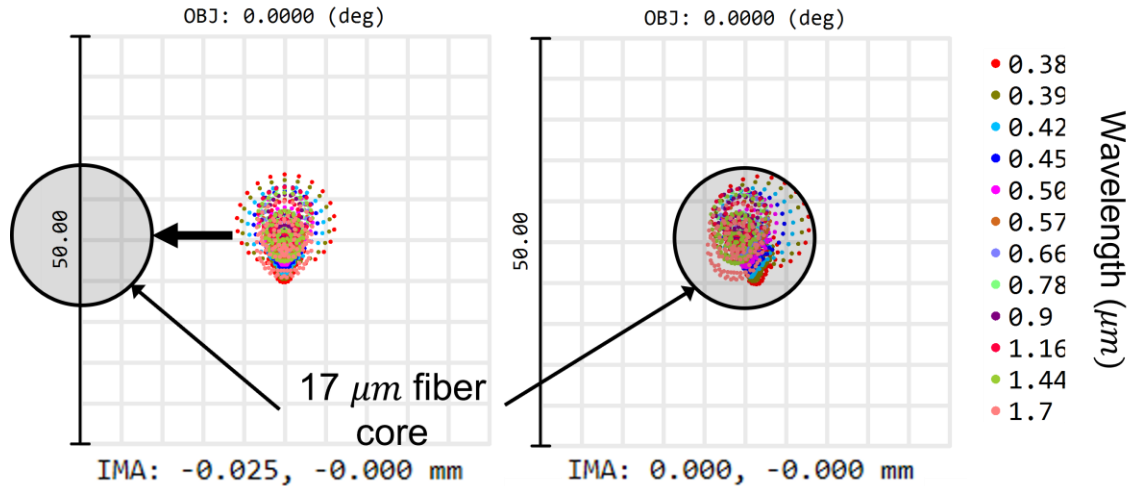 OBJ: 0.0000 (deg)
OBJ: 0.0000 (deg)
50.00
50.00
0.38
0.39
0.42
0.45
0.50
0.57
0.66
0.78
0.9
1.16
1.44
1.7
Wavelength (μm)
17 μm fiber
core
IMA: -0.025, -0.000 mm
IMA: 0.000, -0.000 mm